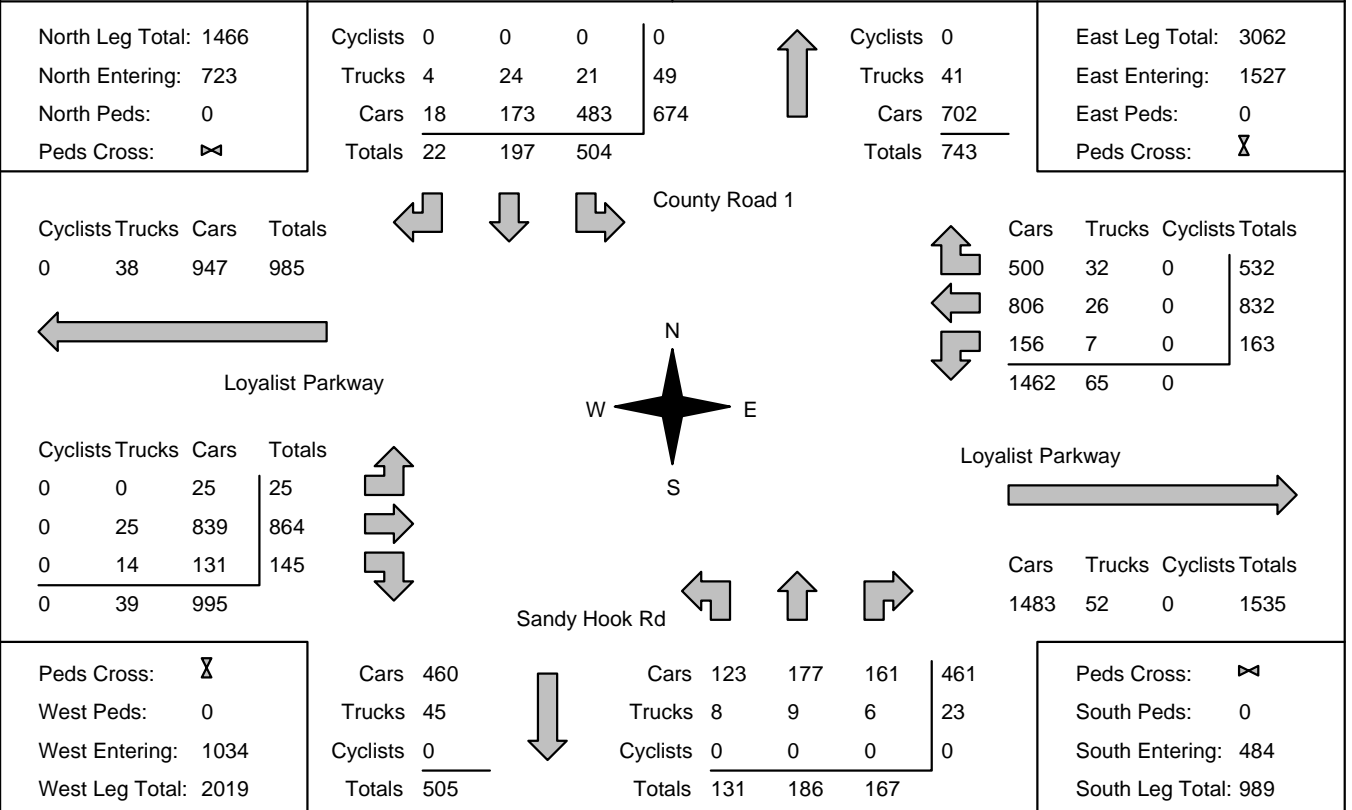 North Leg Total: 1466
North Entering: 723
North Peds: 0
Peds Cross:
Cyclists 0 0 0 0
Trucks 4 24 21 49
Cars 18 173 483 674
Totals 22 197 504
Cyclists 0
Trucks 41
Cars 702
Totals 743
East Leg Total: 3062
East Entering: 1527
East Peds: 0
Peds Cross:
County Road 1
Cyclists Trucks Cars Totals
0 38 947 985
Loyalist Parkway
Cars Trucks Cyclists Totals
500 32 0 532
806 26 0 832
156 7 0 163
1462 65 0
N
W E
S
Cyclists Trucks Cars Totals
0 0 25 25
0 25 839 864
0 14 131 145
0 39 995
Loyalist Parkway
Cars Trucks Cyclists Totals
1483 52 0 1535
Sandy Hook Rd
Peds Cross:
West Peds: 0
West Entering: 1034
West Leg Total: 2019
Cars 460
Trucks 45
Cyclists 0
Totals 505
Cars 123 177 161 461
Trucks 8 9 6 23
Cyclists 0 0 0 0
Totals 131 186 167
Peds Cross:
South Peds: 0
South Entering: 484
South Leg Total: 989